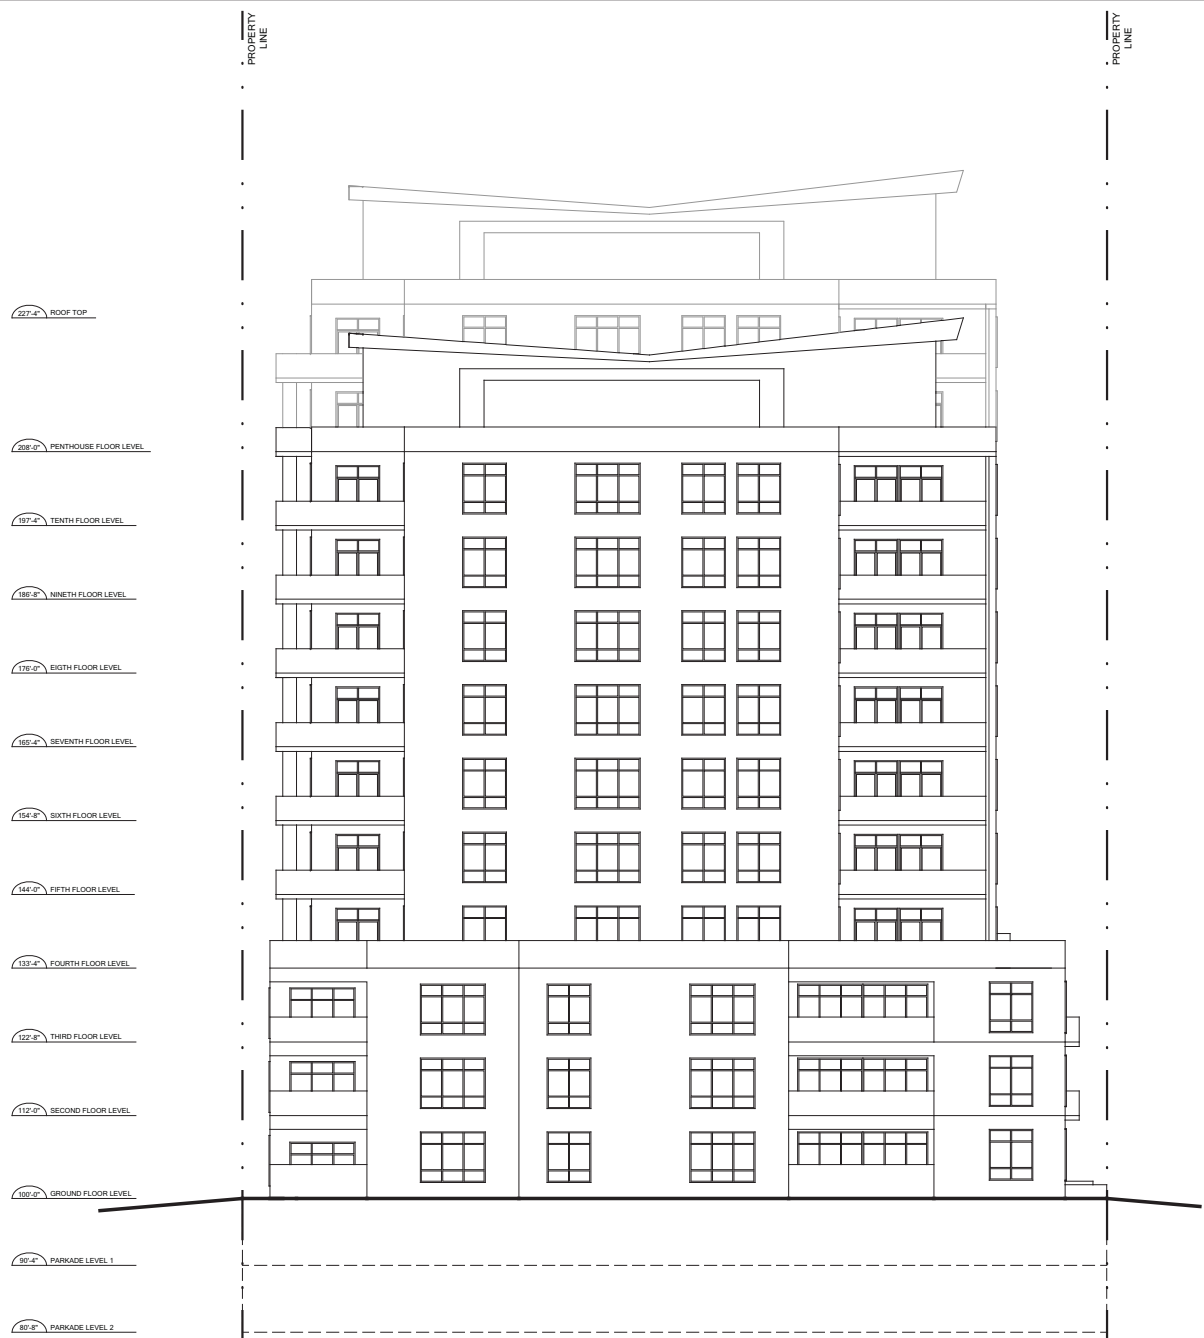 PROPERTY
LINE
PROPERTY
LINE
227'-4" ROOF TOP
208'-0" PENTHOUSE FLOOR LEVEL
197'-4" TENTH FLOOR LEVEL
186'-8" NINETH FLOOR LEVEL
176'-0" EIGTH FLOOR LEVEL
165'-4" SEVENTH FLOOR LEVEL
154'-8" SIXTH FLOOR LEVEL
144'-0" FIFTH FLOOR LEVEL
133'-4" FOURTH FLOOR LEVEL
122'-8" THIRD FLOOR LEVEL
112'-0" SECOND FLOOR LEVEL
100'-0" GROUND FLOOR LEVEL
90'-4" PARKADE LEVEL 1
80'-8" PARKADE LEVEL 2